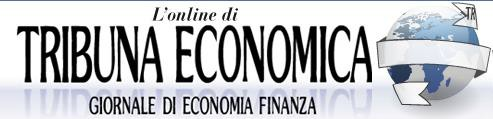 L'online di
TRIBUNA ECONOMICA
GIORNALE DI ECONOMIA FINANZA